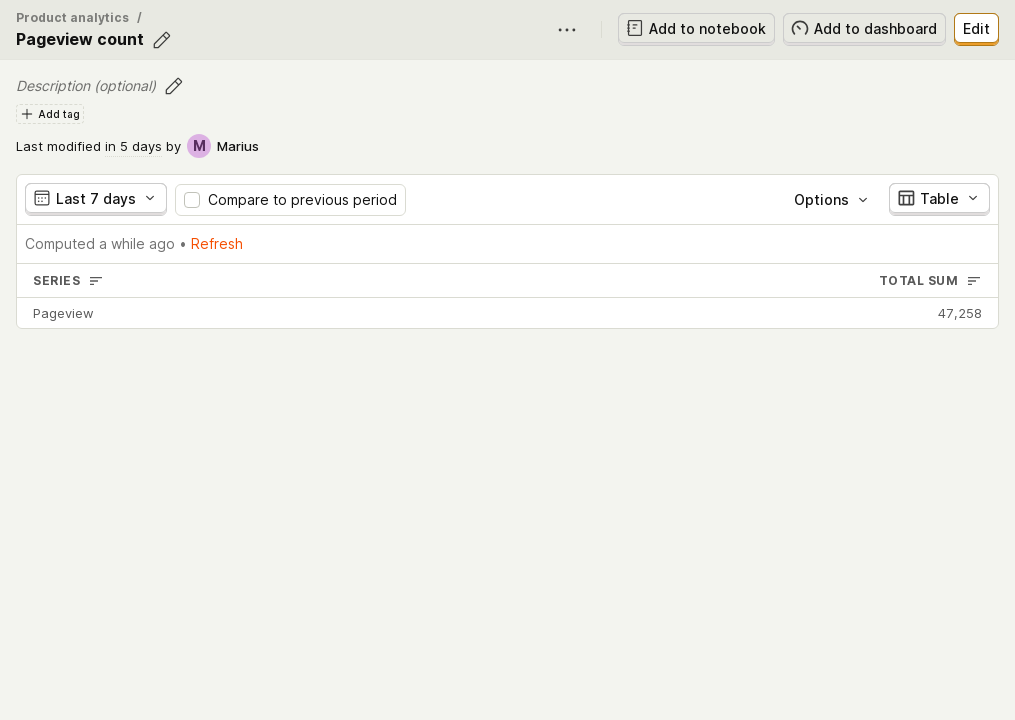 Product analytics /
Pageview count
Add to notebook
Add to dashboard
Edit
Description (optional)
Add tag
Last modified in 5 days by M Marius
Last 7 days
Compare to previous period
Options
Table
Computed a while ago • Refresh
SERIES
TOTAL SUM
Pageview
47,258